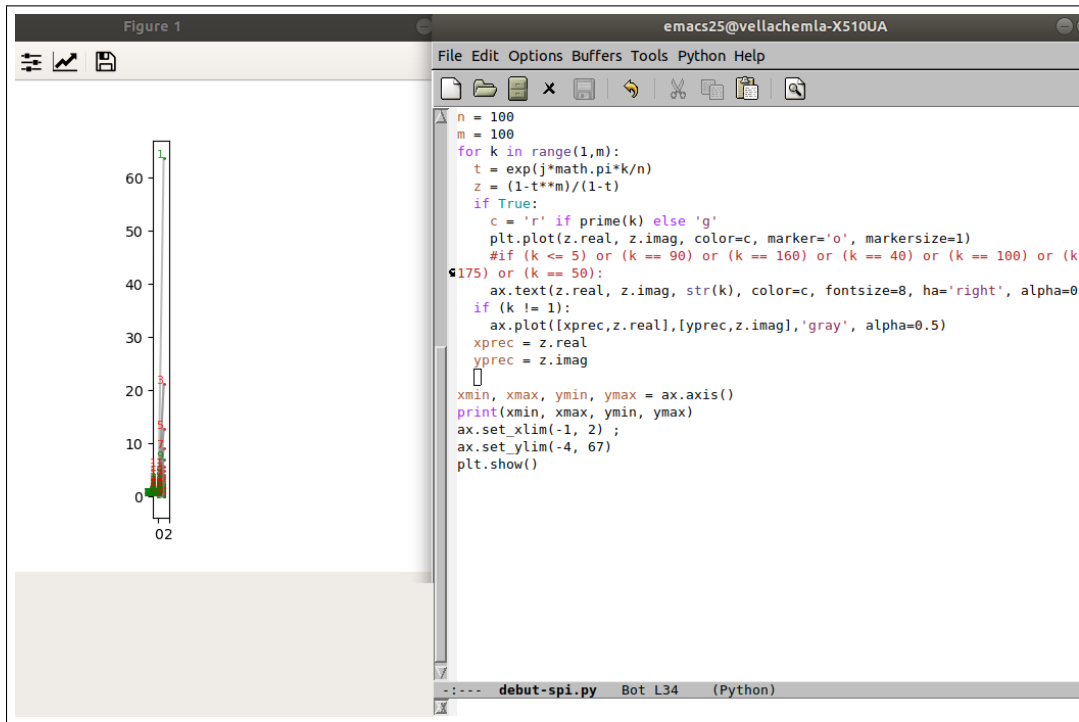 Figure 1
60
50
40
30
20
10
0
0 2
1
3
5
7
emacs25@vellachemla-X510UA
File Edit Options Buffers Tools Python Help
n = 100
m = 100
for k in range(1,m):
  t = exp(j*math.pi*k/n)
  z = (1-t**m)/(1-t)
  if True:
    c = 'r' if prime(k) else 'g'
    plt.plot(z.real, z.imag, color=c, marker='o', markersize=1)
    #if (k <= 5) or (k == 90) or (k == 160) or (k == 40) or (k == 100) or (k
175) or (k == 50):
    ax.text(z.real, z.imag, str(k), color=c, fontsize=8, ha='right', alpha=0
  if (k != 1):
    ax.plot([xprec,z.real],[yprec,z.imag],'gray', alpha=0.5)
  xprec = z.real
  yprec = z.imag
xmin, xmax, ymin, ymax = ax.axis()
print(xmin, xmax, ymin, ymax)
ax.set_xlim(-1, 2) ;
ax.set_ylim(-4, 67)
plt.show()
-:--- debut-spi.py Bot L34 (Python)